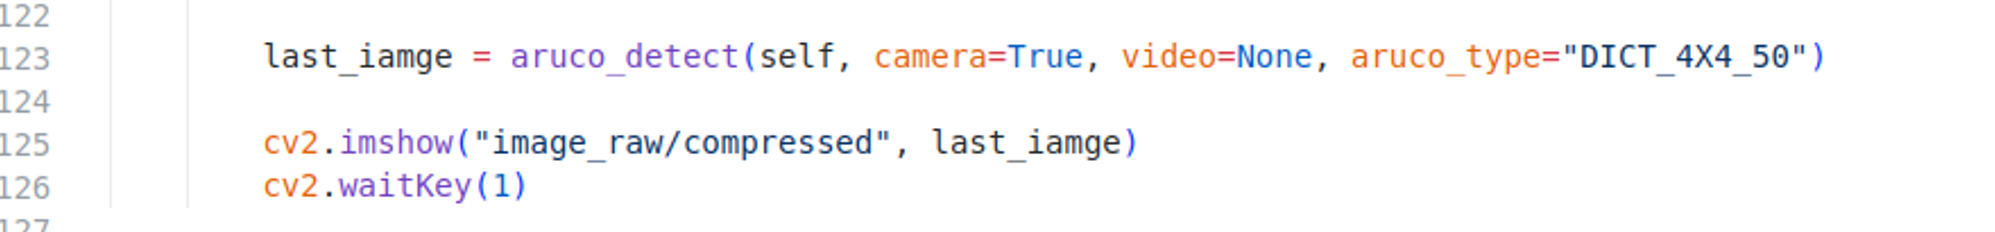 122
123 last_iamge = aruco_detect(self, camera=True, video=None, aruco_type="DICT_4X4_50")
124
125 cv2.imshow("image_raw/compressed", last_iamge)
126 cv2.waitKey(1)
127